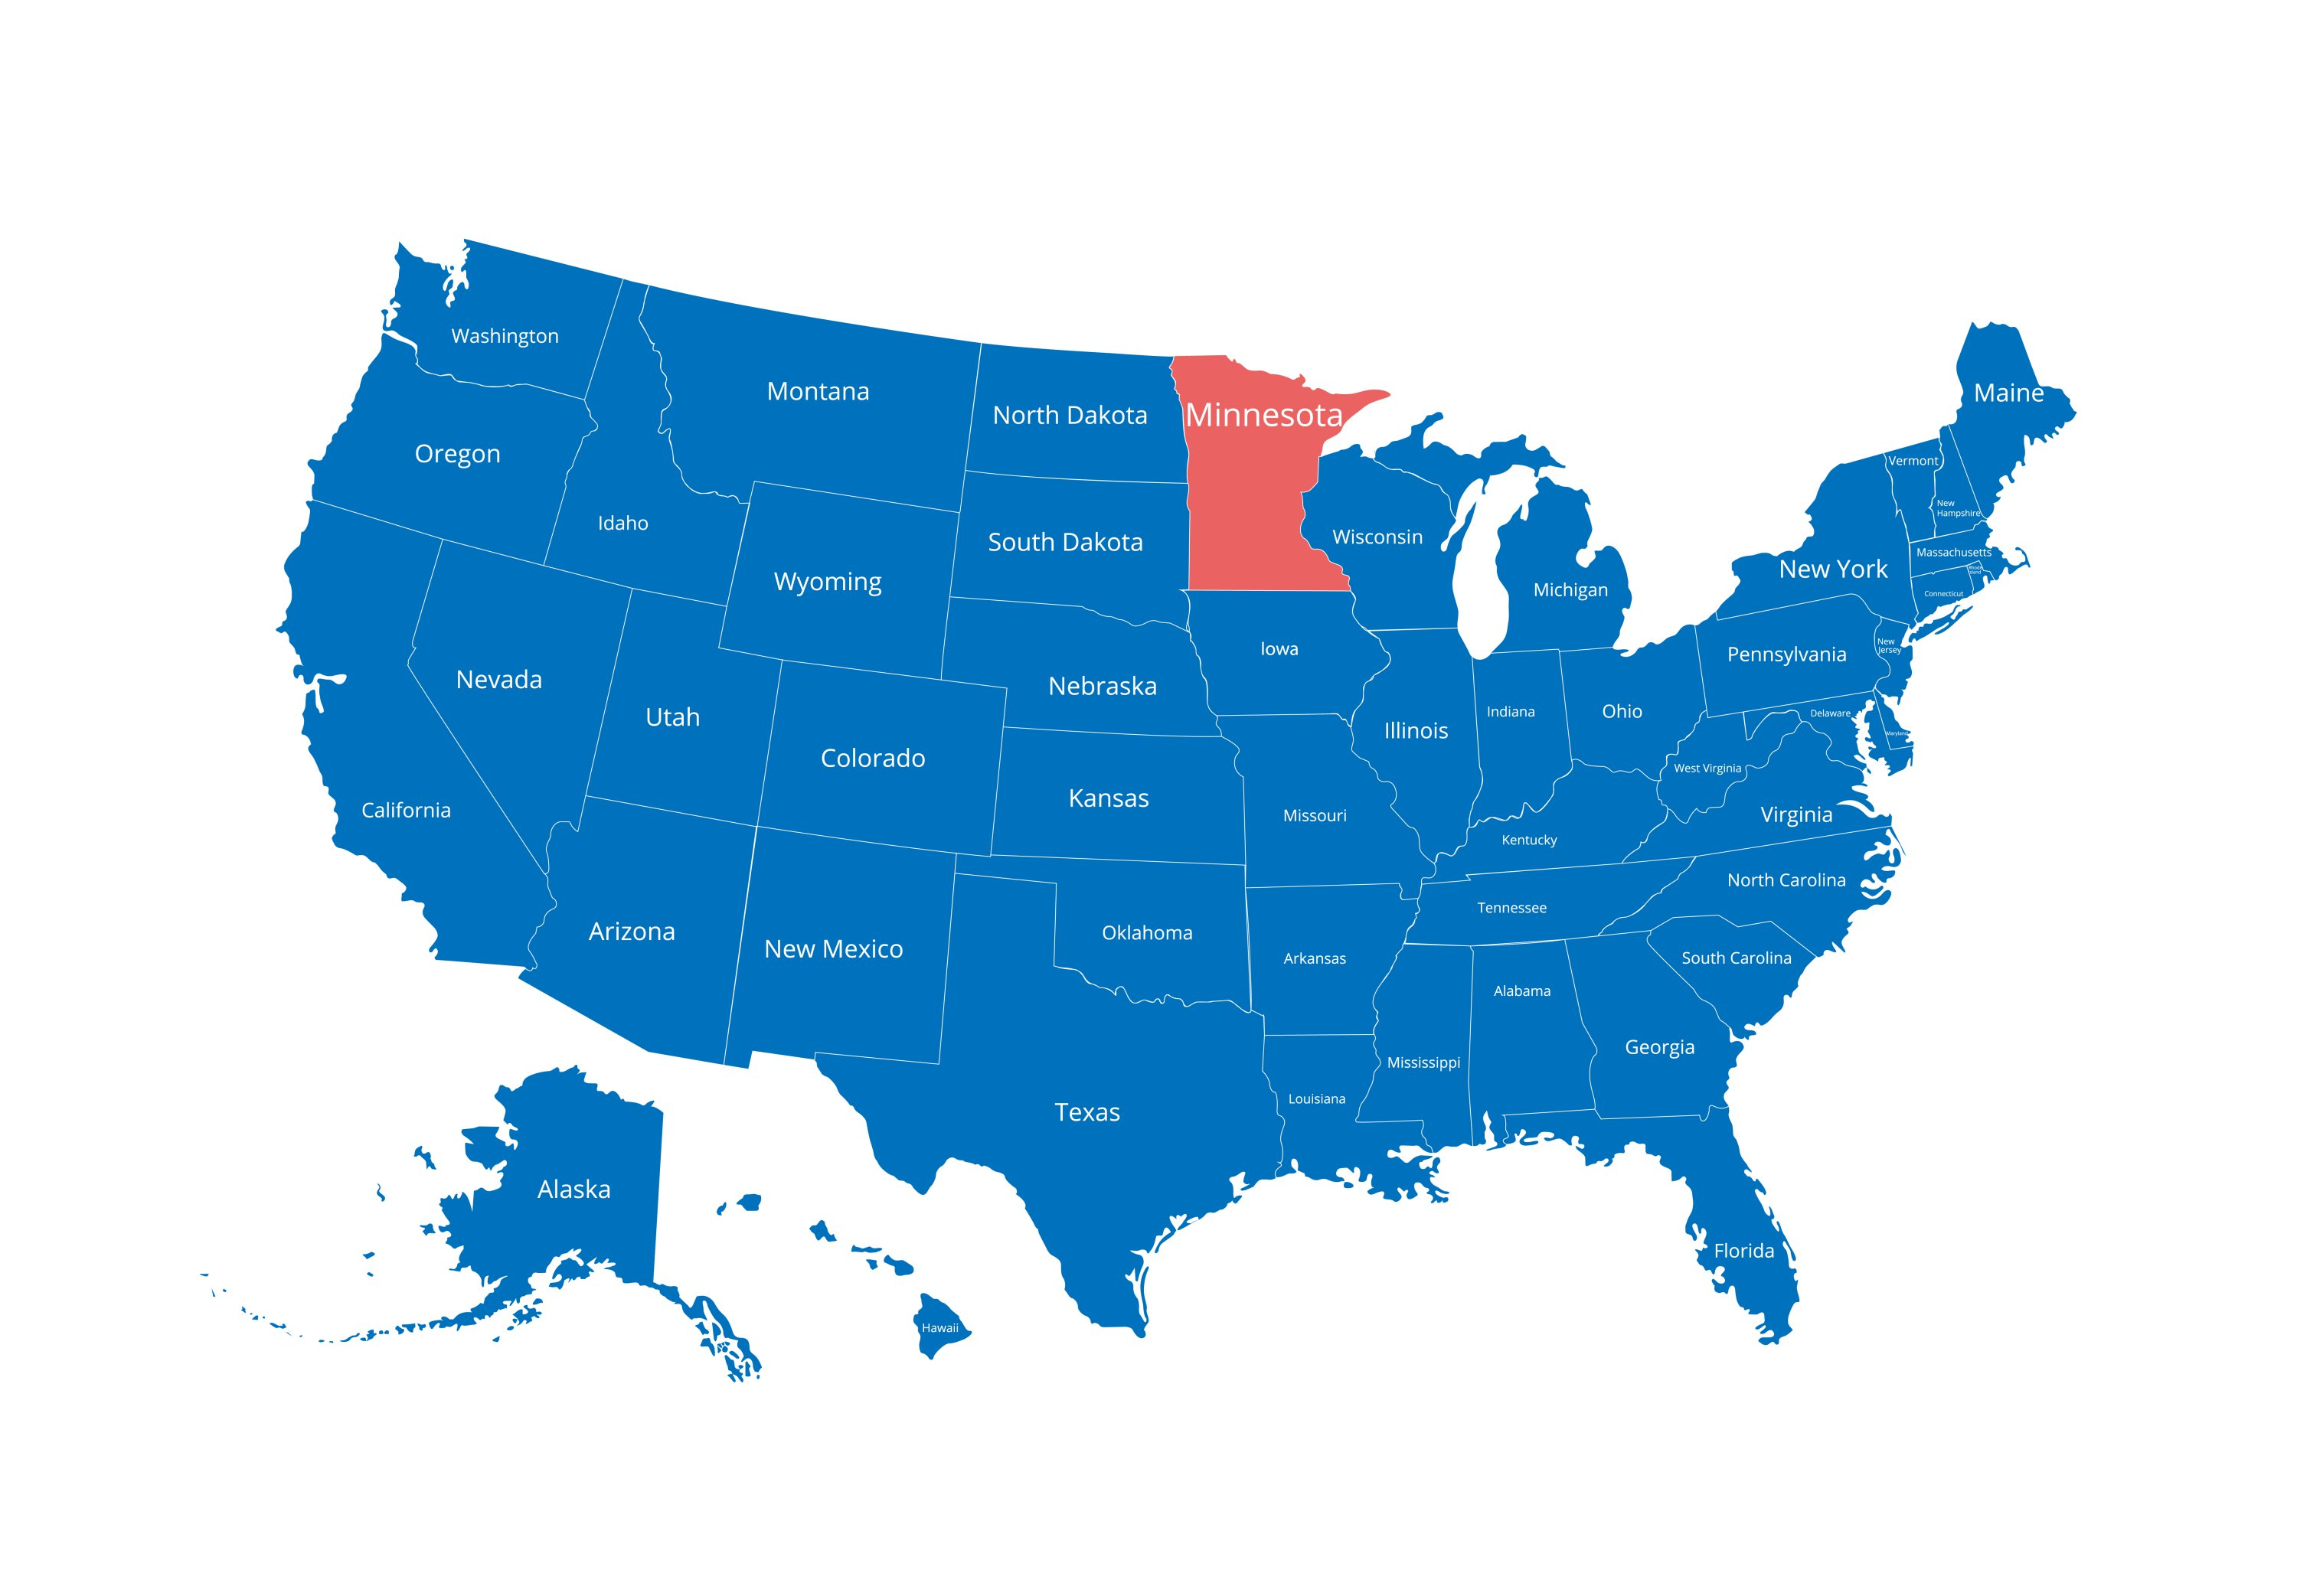 Washington
Montana
North Dakota
Minnesota
Maine
Oregon
Vermont
Idaho
New
Hampshire
South Dakota
Wisconsin
Massachusetts
New York
Rhode
Island
Wyoming
Michigan
Connecticut
Iowa
New
Jersey
Pennsylvania
Nevada
Nebraska
Utah
Indiana
Ohio
Delaware
Illinois
Maryland
Colorado
West Virginia
Kansas
California
Missouri
Virginia
Kentucky
North Carolina
Tennessee
Arizona
Oklahoma
New Mexico
Arkansas
South Carolina
Alabama
Georgia
Mississippi
Louisiana
Texas
Alaska
Florida
Hawaii